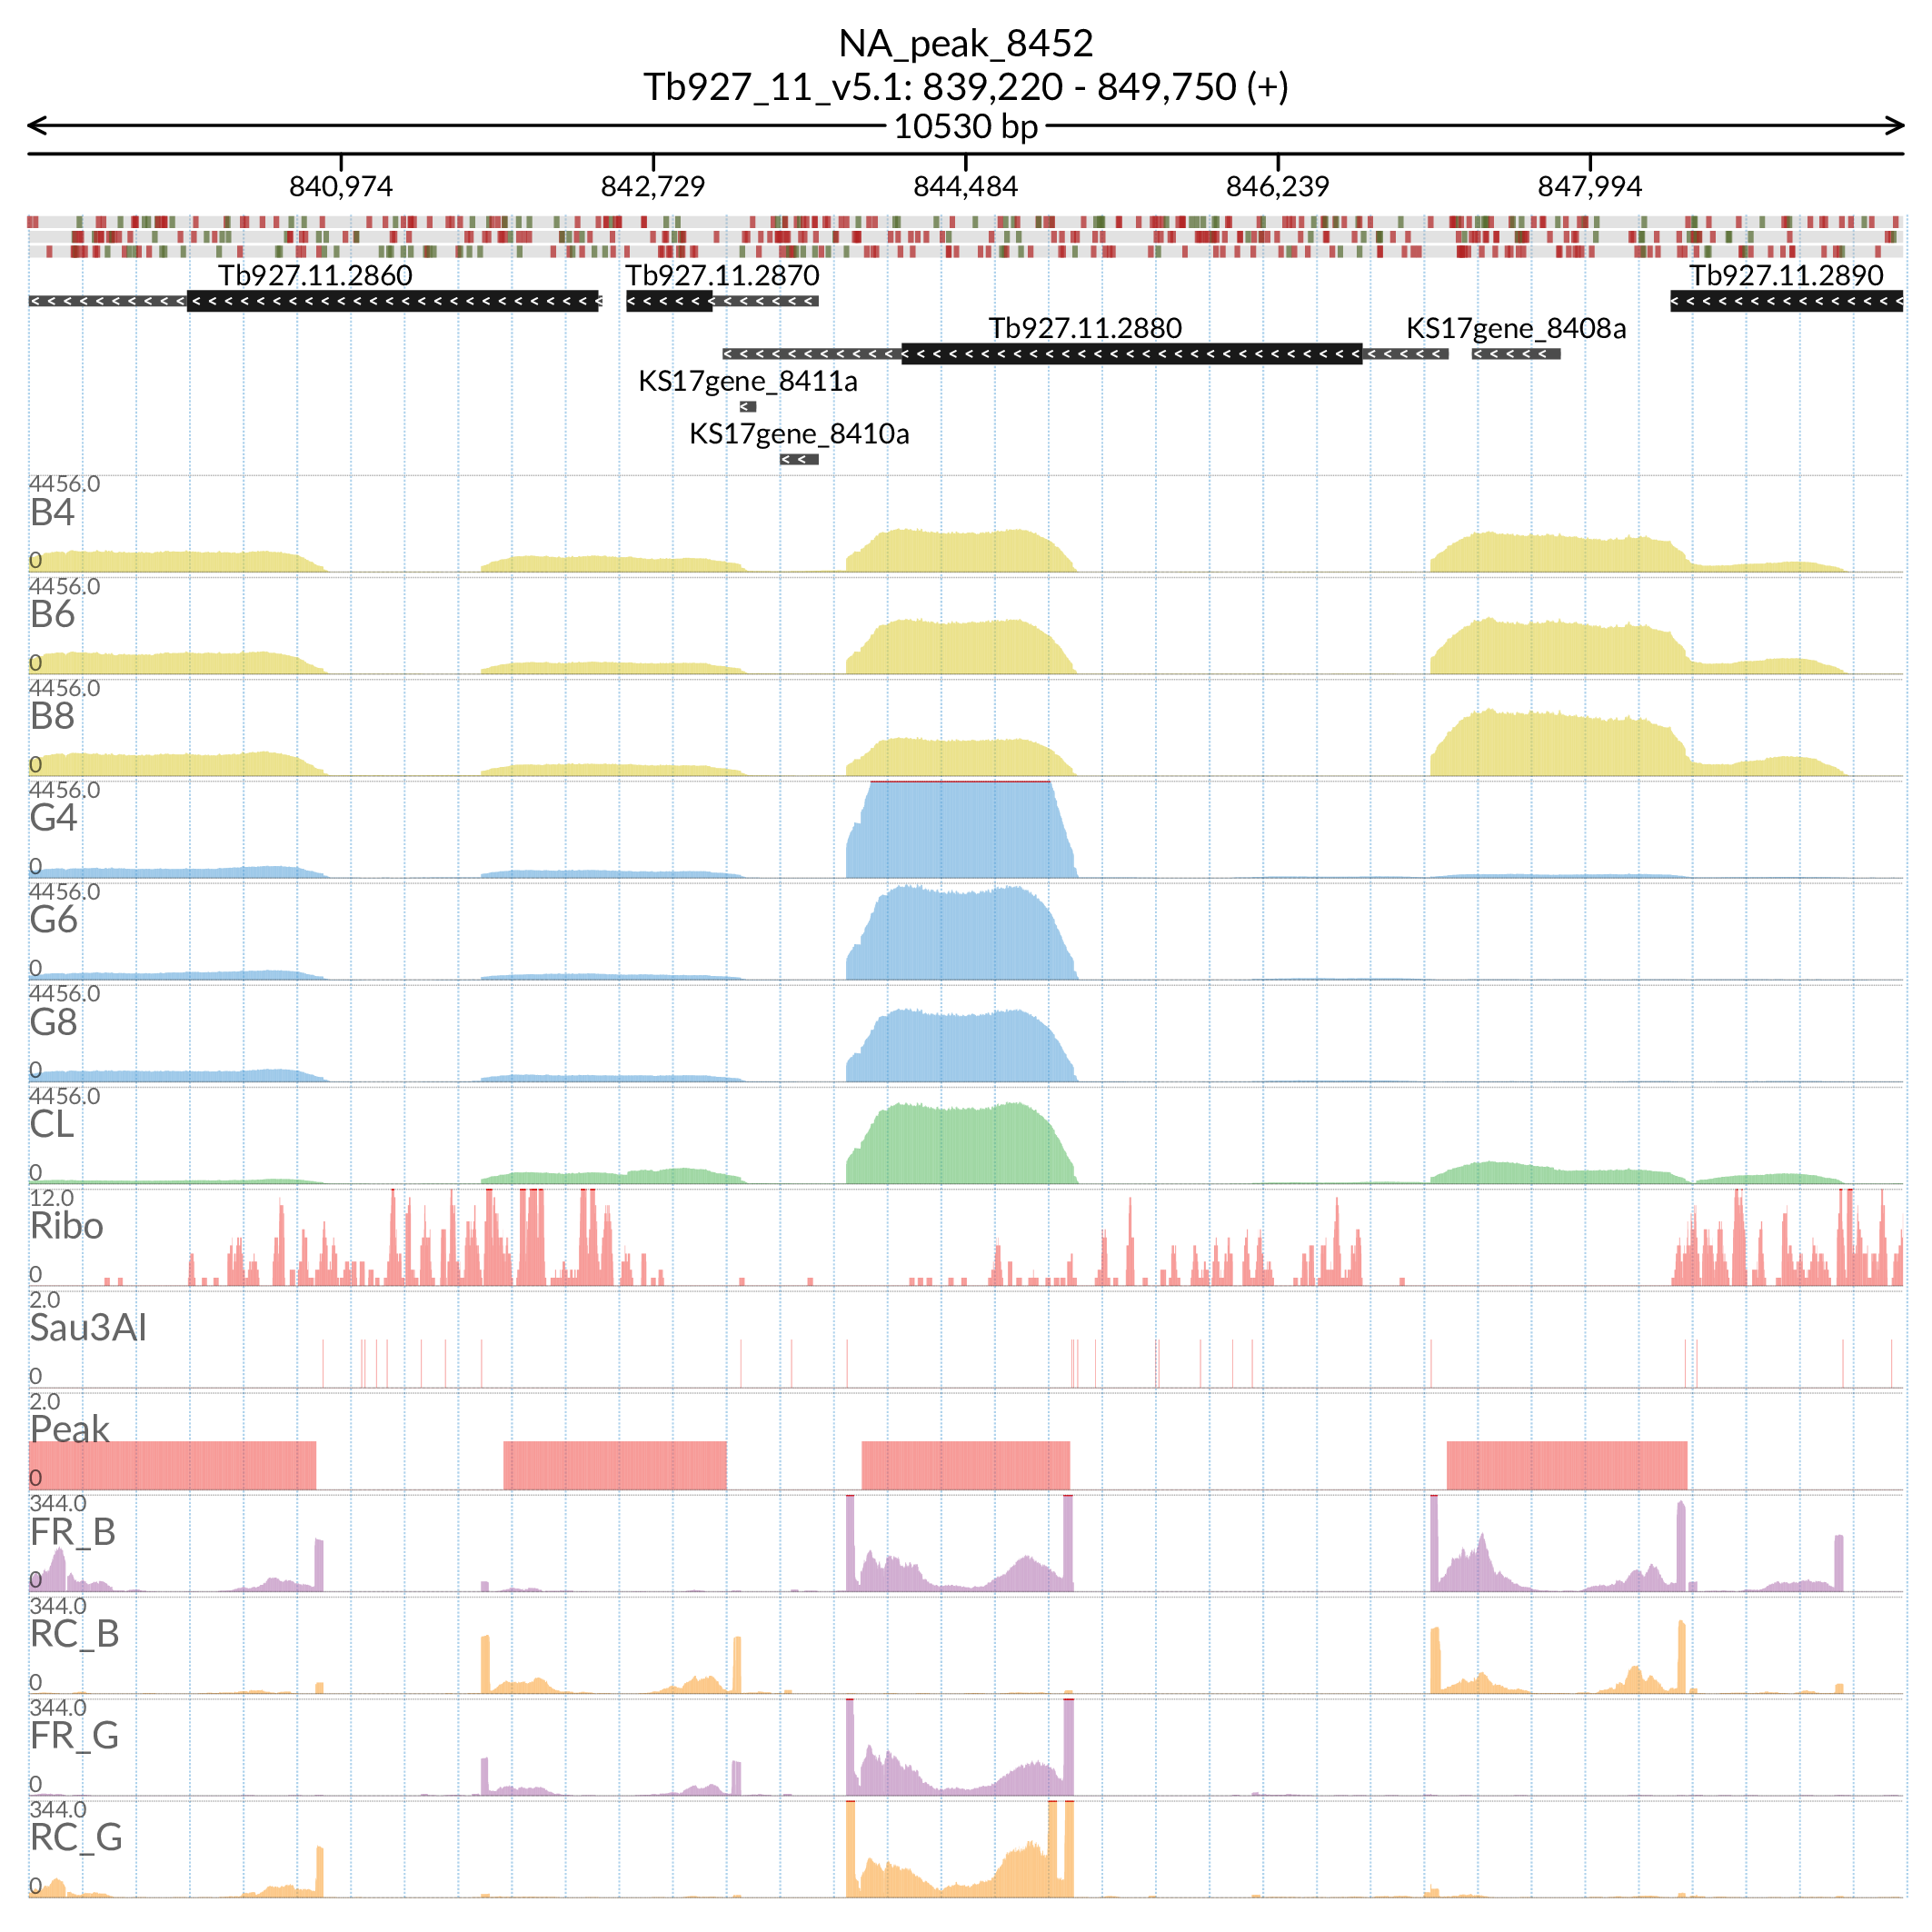 NA_peak_8452
Tb927_11_v5.1: 839,220 - 849,750 (+)
10530 bp
840,974 842,729 844,484 846,239 847,994
Tb927.11.2860 Tb927.11.2870 Tb927.11.2890
Tb927.11.2880 KS17gene_8408a
KS17gene_8411a
KS17gene_8410a
4456.0
B4
0
4456.0
B6
0
4456.0
B8
0
4456.0
G4
0
4456.0
G6
0
4456.0
G8
0
4456.0
CL
0
12.0
Ribo
0
2.0
Sau3AI
0
2.0
Peak
0
344.0
FR_B
0
344.0
RC_B
0
344.0
FR_G
0
344.0
RC_G
0